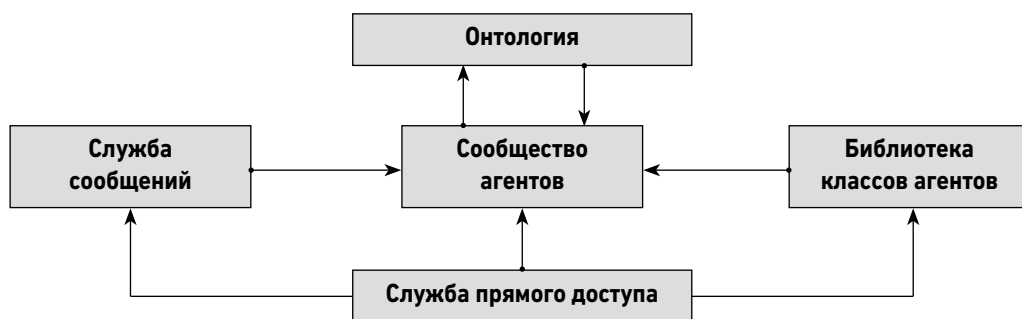 Онтология
Служба
сообщений
Сообщество
агентов
Библиотека
классов агентов
Служба прямого доступа